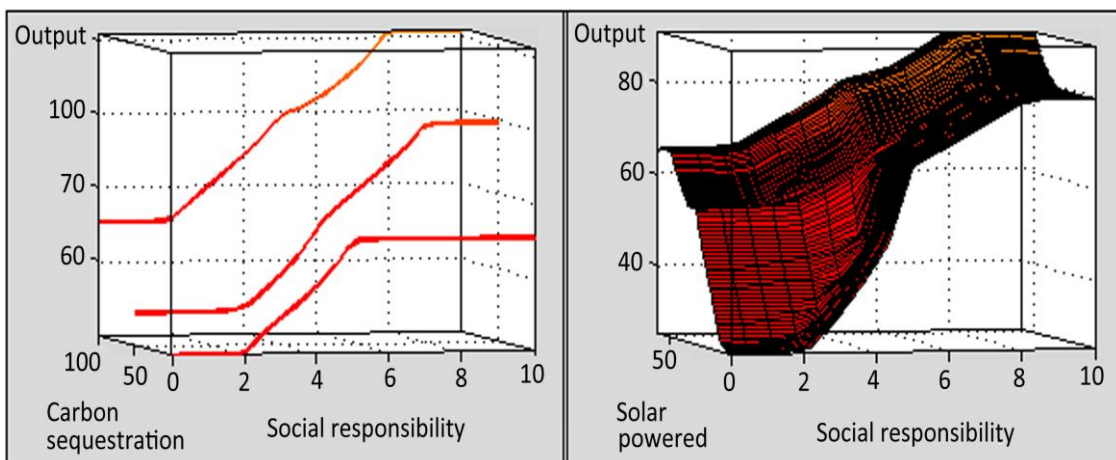 Output
100
70
60
100
50
0
2
4
6
8
10
Carbon
sequestration
Social responsibility
Output
80
60
40
50
0
2
4
6
8
10
Solar
powered
Social responsibility